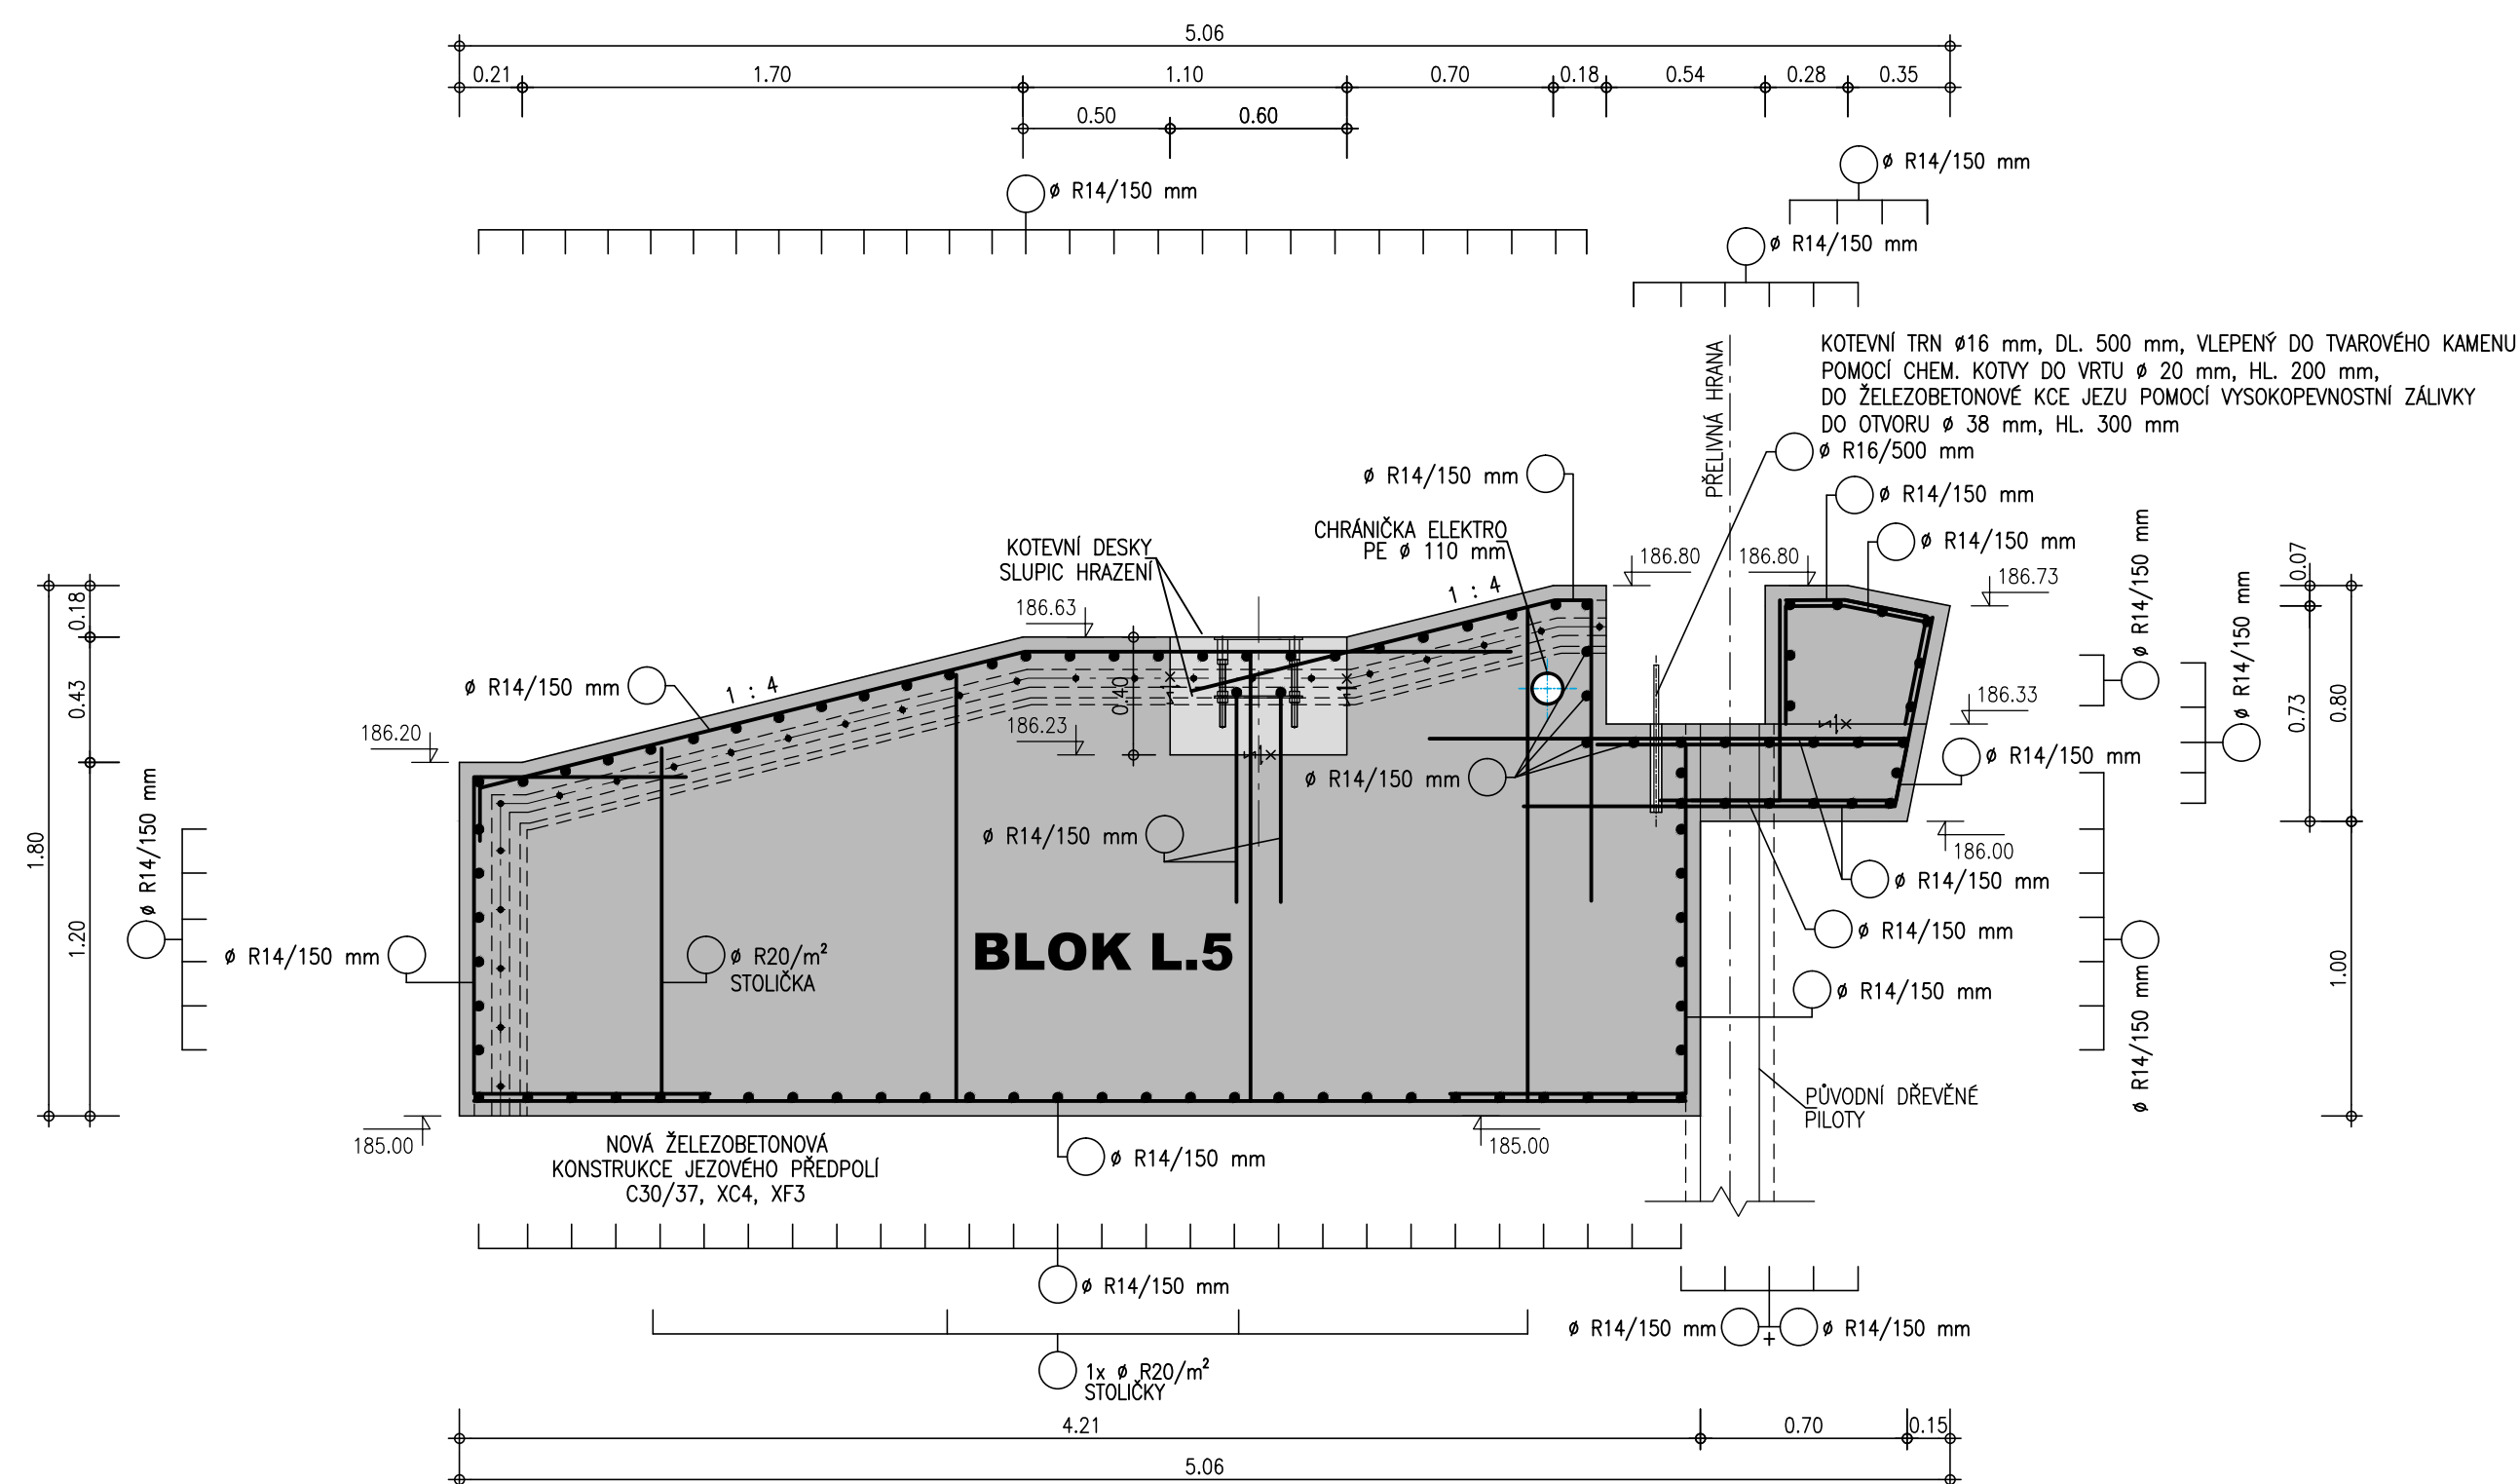 5.06
0.21 1.70 1.10 0.70 0.18 0.54 0.28 0.35
0.50 0.60
ø R14/150 mm
ø R14/150 mm
ø R14/150 mm
KOTEVNÍ TRN ø16 mm, DL. 500 mm, VLEPENÝ DO TVAROVÉHO KAMENU
POMOCÍ CHEM. KOTVY DO VRTU ø 20 mm, HL. 200 mm,
DO ŽELEZOBETONOVÉ KCE JEZU POMOCÍ VYSOKOPEVNOSTNÍ ZÁLIVKY
DO OTVORU ø 38 mm, HL. 300 mm
ø R16/500 mm
PŘELIVNÁ HRANA
ø R14/150 mm
ø R14/150 mm
ø R14/150 mm
CHRÁNIČKA ELEKTRO
PE ø 110 mm
KOTEVNÍ DESKY
SLUPIC HRAZENÍ
186.80
186.80
186.73
186.63
1 : 4
1 : 4
ø R14/150 mm
186.20
186.23
0.40
186.33
ø R14/150 mm
ø R14/150 mm
ø R14/150 mm
186.00
ø R14/150 mm
ø R14/150 mm
ø R14/150 mm
0.18
0.43
1.20
1.80
ø R14/150 mm
ø R14/150 mm
ø R20/m²
STOLIČKA
BLOK L.5
ø R14/150 mm
ø R14/150 mm
ø R14/150 mm
0.07
0.73
0.80
1.00
PŮVODNÍ DŘEVĚNÉ
PILOTY
185.00
185.00
NOVÁ ŽELEZOBETONOVÁ
KONSTRUKCE JEZOVÉHO PŘEDPOLÍ
C30/37, XC4, XF3
ø R14/150 mm
ø R14/150 mm
ø R14/150 mm + ø R14/150 mm
1x ø R20/m²
STOLIČKY
4.21 0.70 0.15
5.06